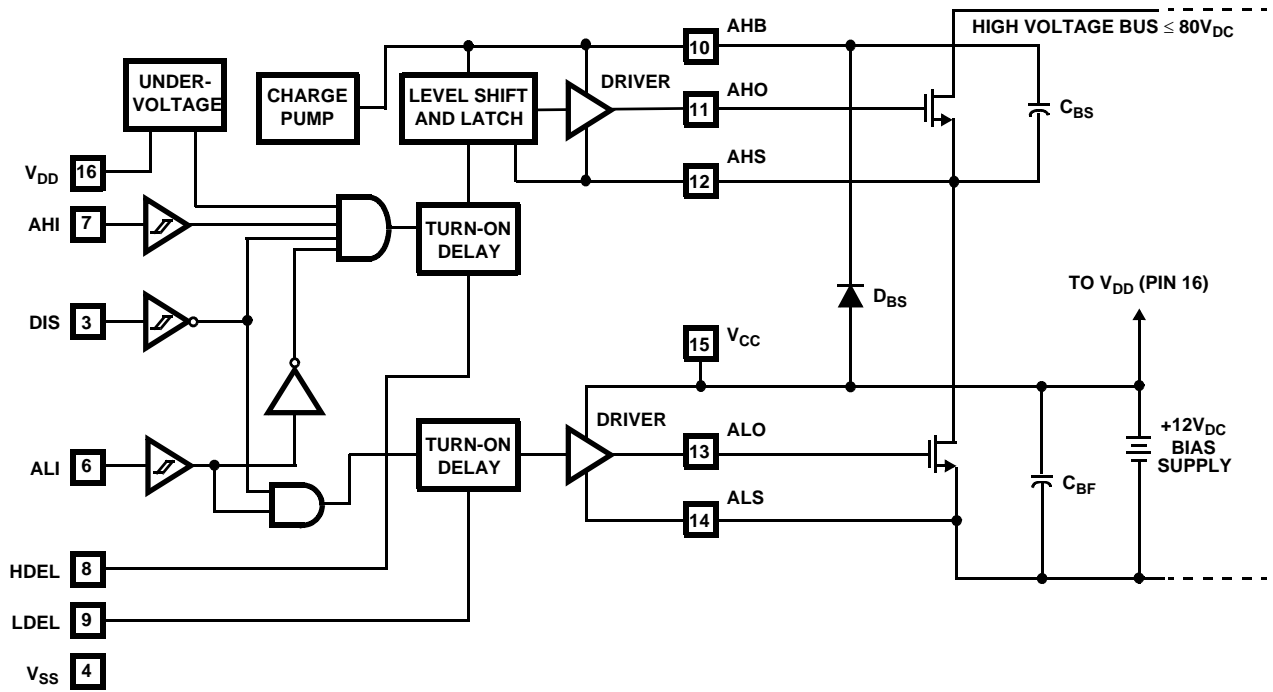 AHB
10
HIGH VOLTAGE BUS ≤ 80VDC
UNDER-
VOLTAGE
CHARGE
PUMP
LEVEL SHIFT
AND LATCH
DRIVER
AHO
11
CBS
VDD
16
AHS
12
AHI
7
TURN-ON
DELAY
DIS
3
DBS
TO VDD (PIN 16)
VCC
15
ALI
6
TURN-ON
DELAY
DRIVER
ALO
13
+12VDC
BIAS
SUPPLY
CBF
ALS
14
HDEL
8
LDEL
9
VSS
4